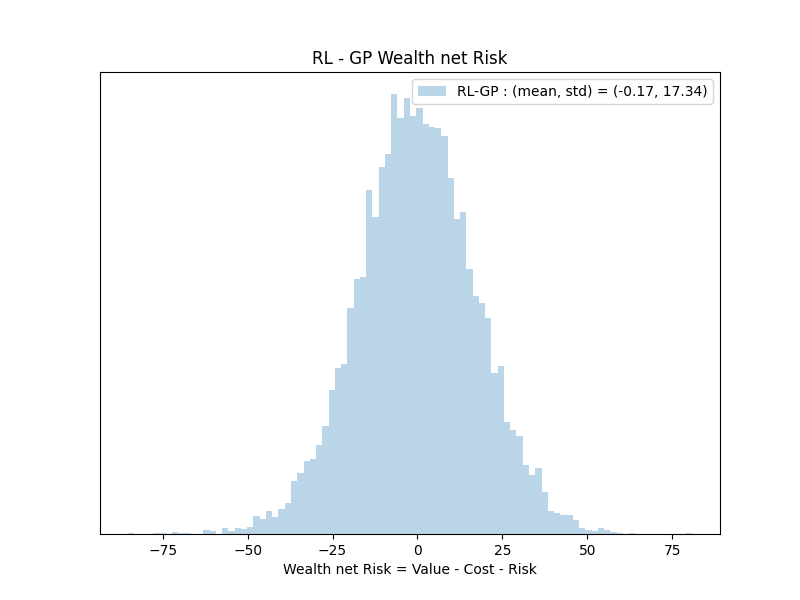 RL - GP Wealth net Risk
RL-GP : (mean, std) = (-0.17, 17.34)
−75 −50 −25 0 25 50 75
Wealth net Risk = Value - Cost - Risk